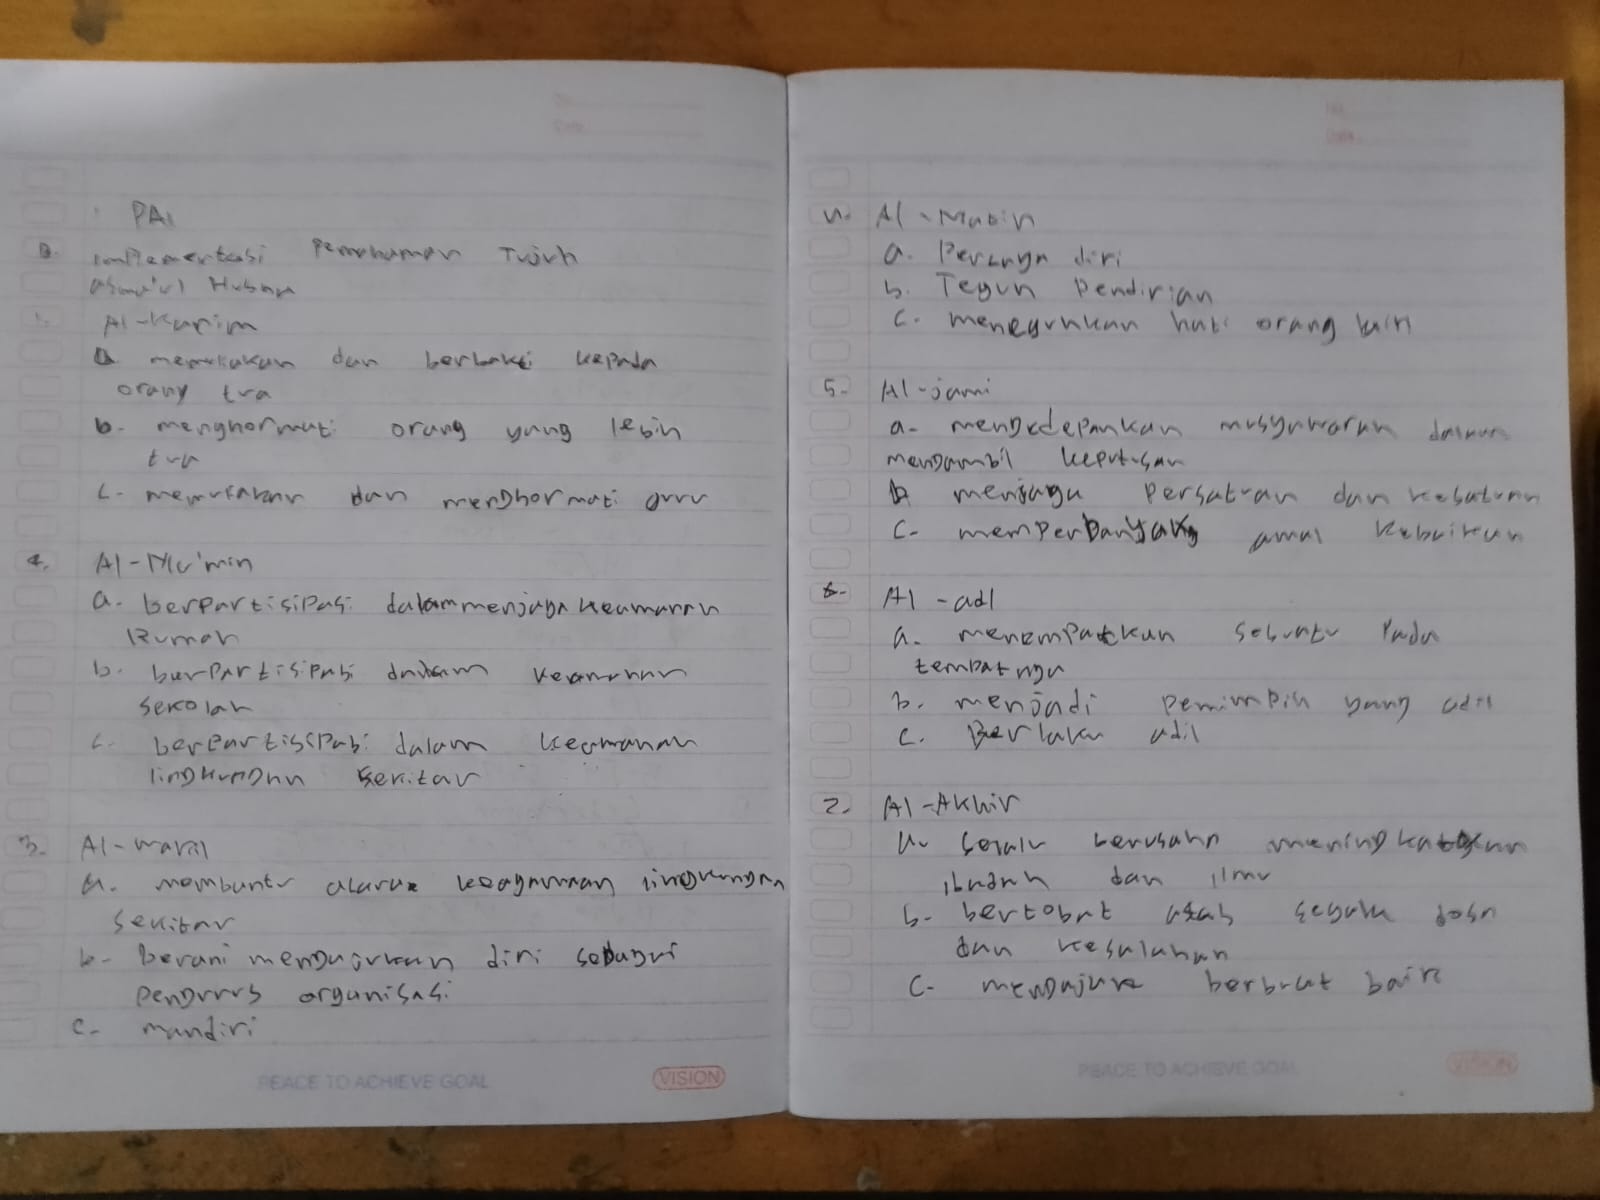 PAI
B. implementasi Pemahaman Tujuh
Asma'ul Husna
1. Al-Karim
a memuliakan dan berbakti kepada
orang tua
b. menghormati orang yang lebih
tua
c. memuliakan dan menghormati guru
2. Al-Mu'min
a. berpartisipasi dalam menjaga keamanan
Rumah
b. berpartisipasi dalam keamanan
sekolah
c. berpartisipasi dalam keamanan
lingkungan sekitar
3. Al-wakil
a. membantu acara keagamaan lingkungan
sekitar
b. berani mengajukan diri sebagai
pengurus organisasi
c. mandiri
4. Al-Matin
a. Percaya diri
b. Teguh Pendirian
c. meneguhkan hati orang lain
5. Al-jami
a. mengedepankan musyawarah dalam
mengambil keputusan
b menjaga persatuan dan kesatuan
c. memperbanyak amal kebaikan
6. Al-adl
a. menempatkan sesuatu pada
tempatnya
b. menjadi pemimpin yang adil
c. Berlaku adil
7. Al-Akhir
a. selalu berusaha meningkatkan
ibadah dan ilmu
b. bertobat atas segala dosa
dan kesalahan
c. mengajak berbuat baik
PEACE TO ACHIEVE GOAL VISION
PEACE TO ACHIEVE GOAL VISION